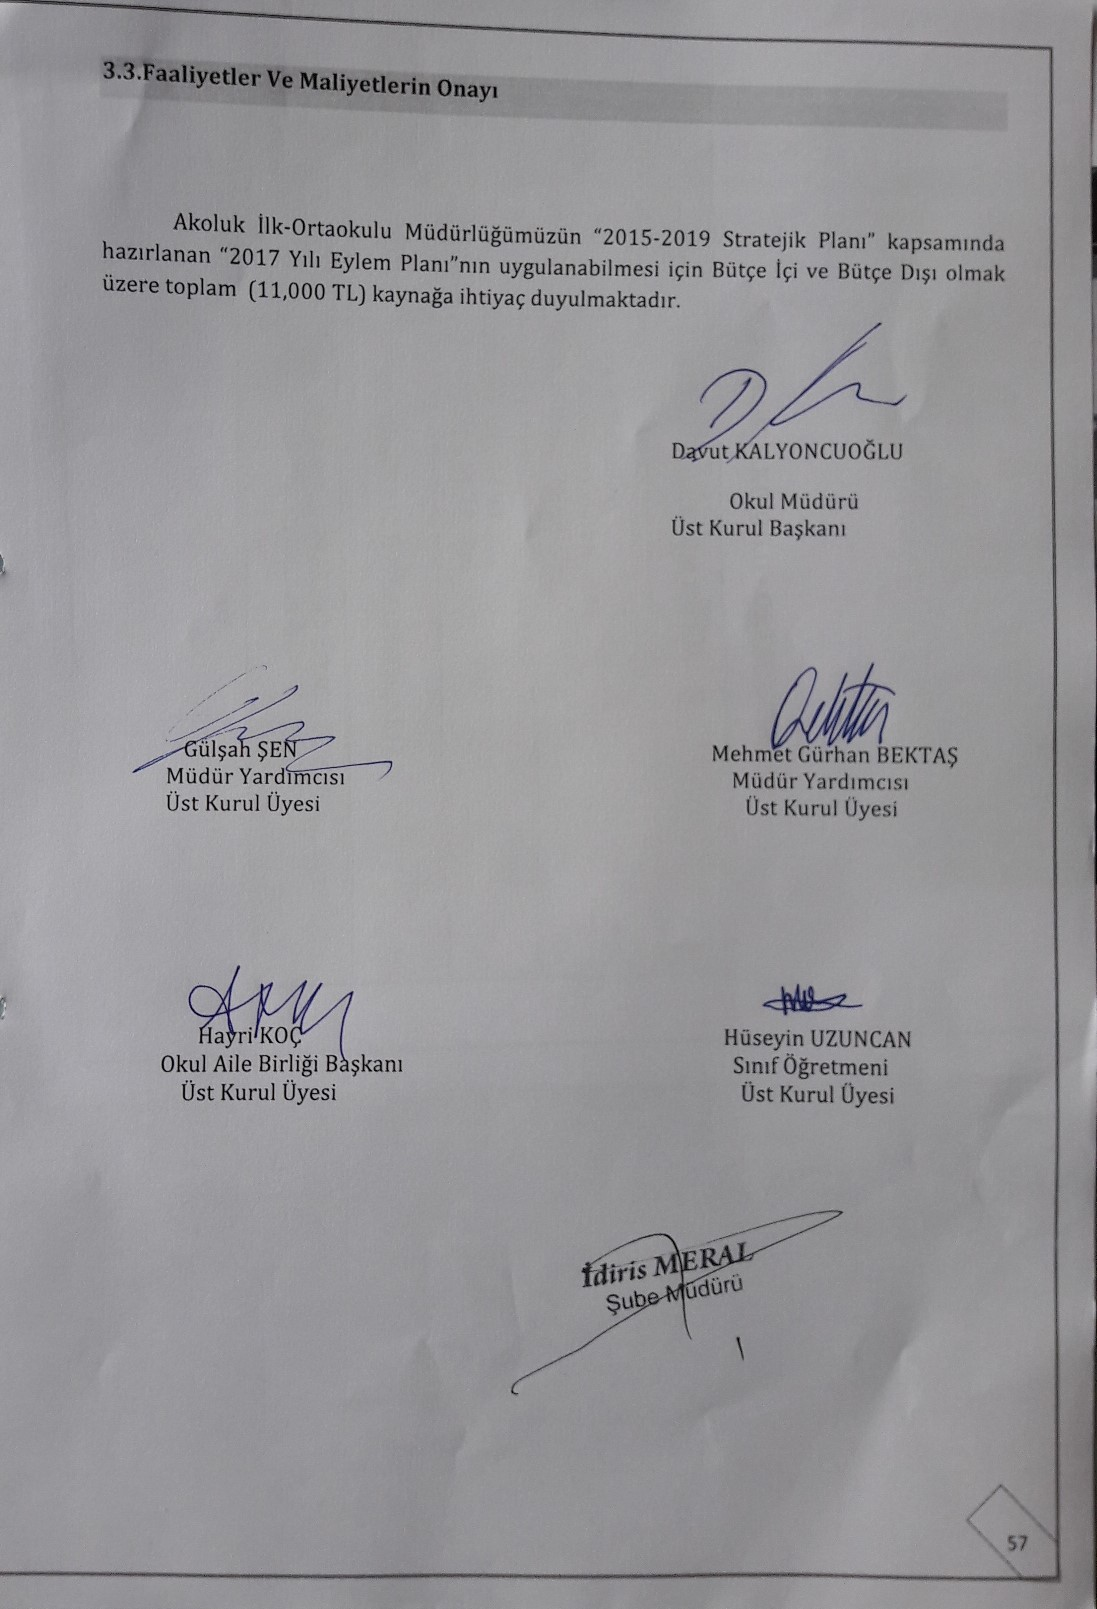 3.3.Faaliyetler Ve Maliyetlerin Onayı
Akoluk İlk-Ortaokulu Müdürlüğümüzün “2015-2019 Stratejik Planı” kapsamında
hazırlanan “2017 Yılı Eylem Planı”nın uygulanabilmesi için Bütçe İçi ve Bütçe Dışı olmak
üzere toplam (11,000 TL) kaynağa ihtiyaç duyulmaktadır.
Davut KALYONCUOĞLU
Okul Müdürü
Üst Kurul Başkanı
Gülşah ŞEN
Müdür Yardımcısı
Üst Kurul Üyesi
Mehmet Gürhan BEKTAŞ
Müdür Yardımcısı
Üst Kurul Üyesi
Hayri KOÇ
Okul Aile Birliği Başkanı
Üst Kurul Üyesi
Hüseyin UZUNCAN
Sınıf Öğretmeni
Üst Kurul Üyesi
İdiris MERAL
Şube Müdürü
57